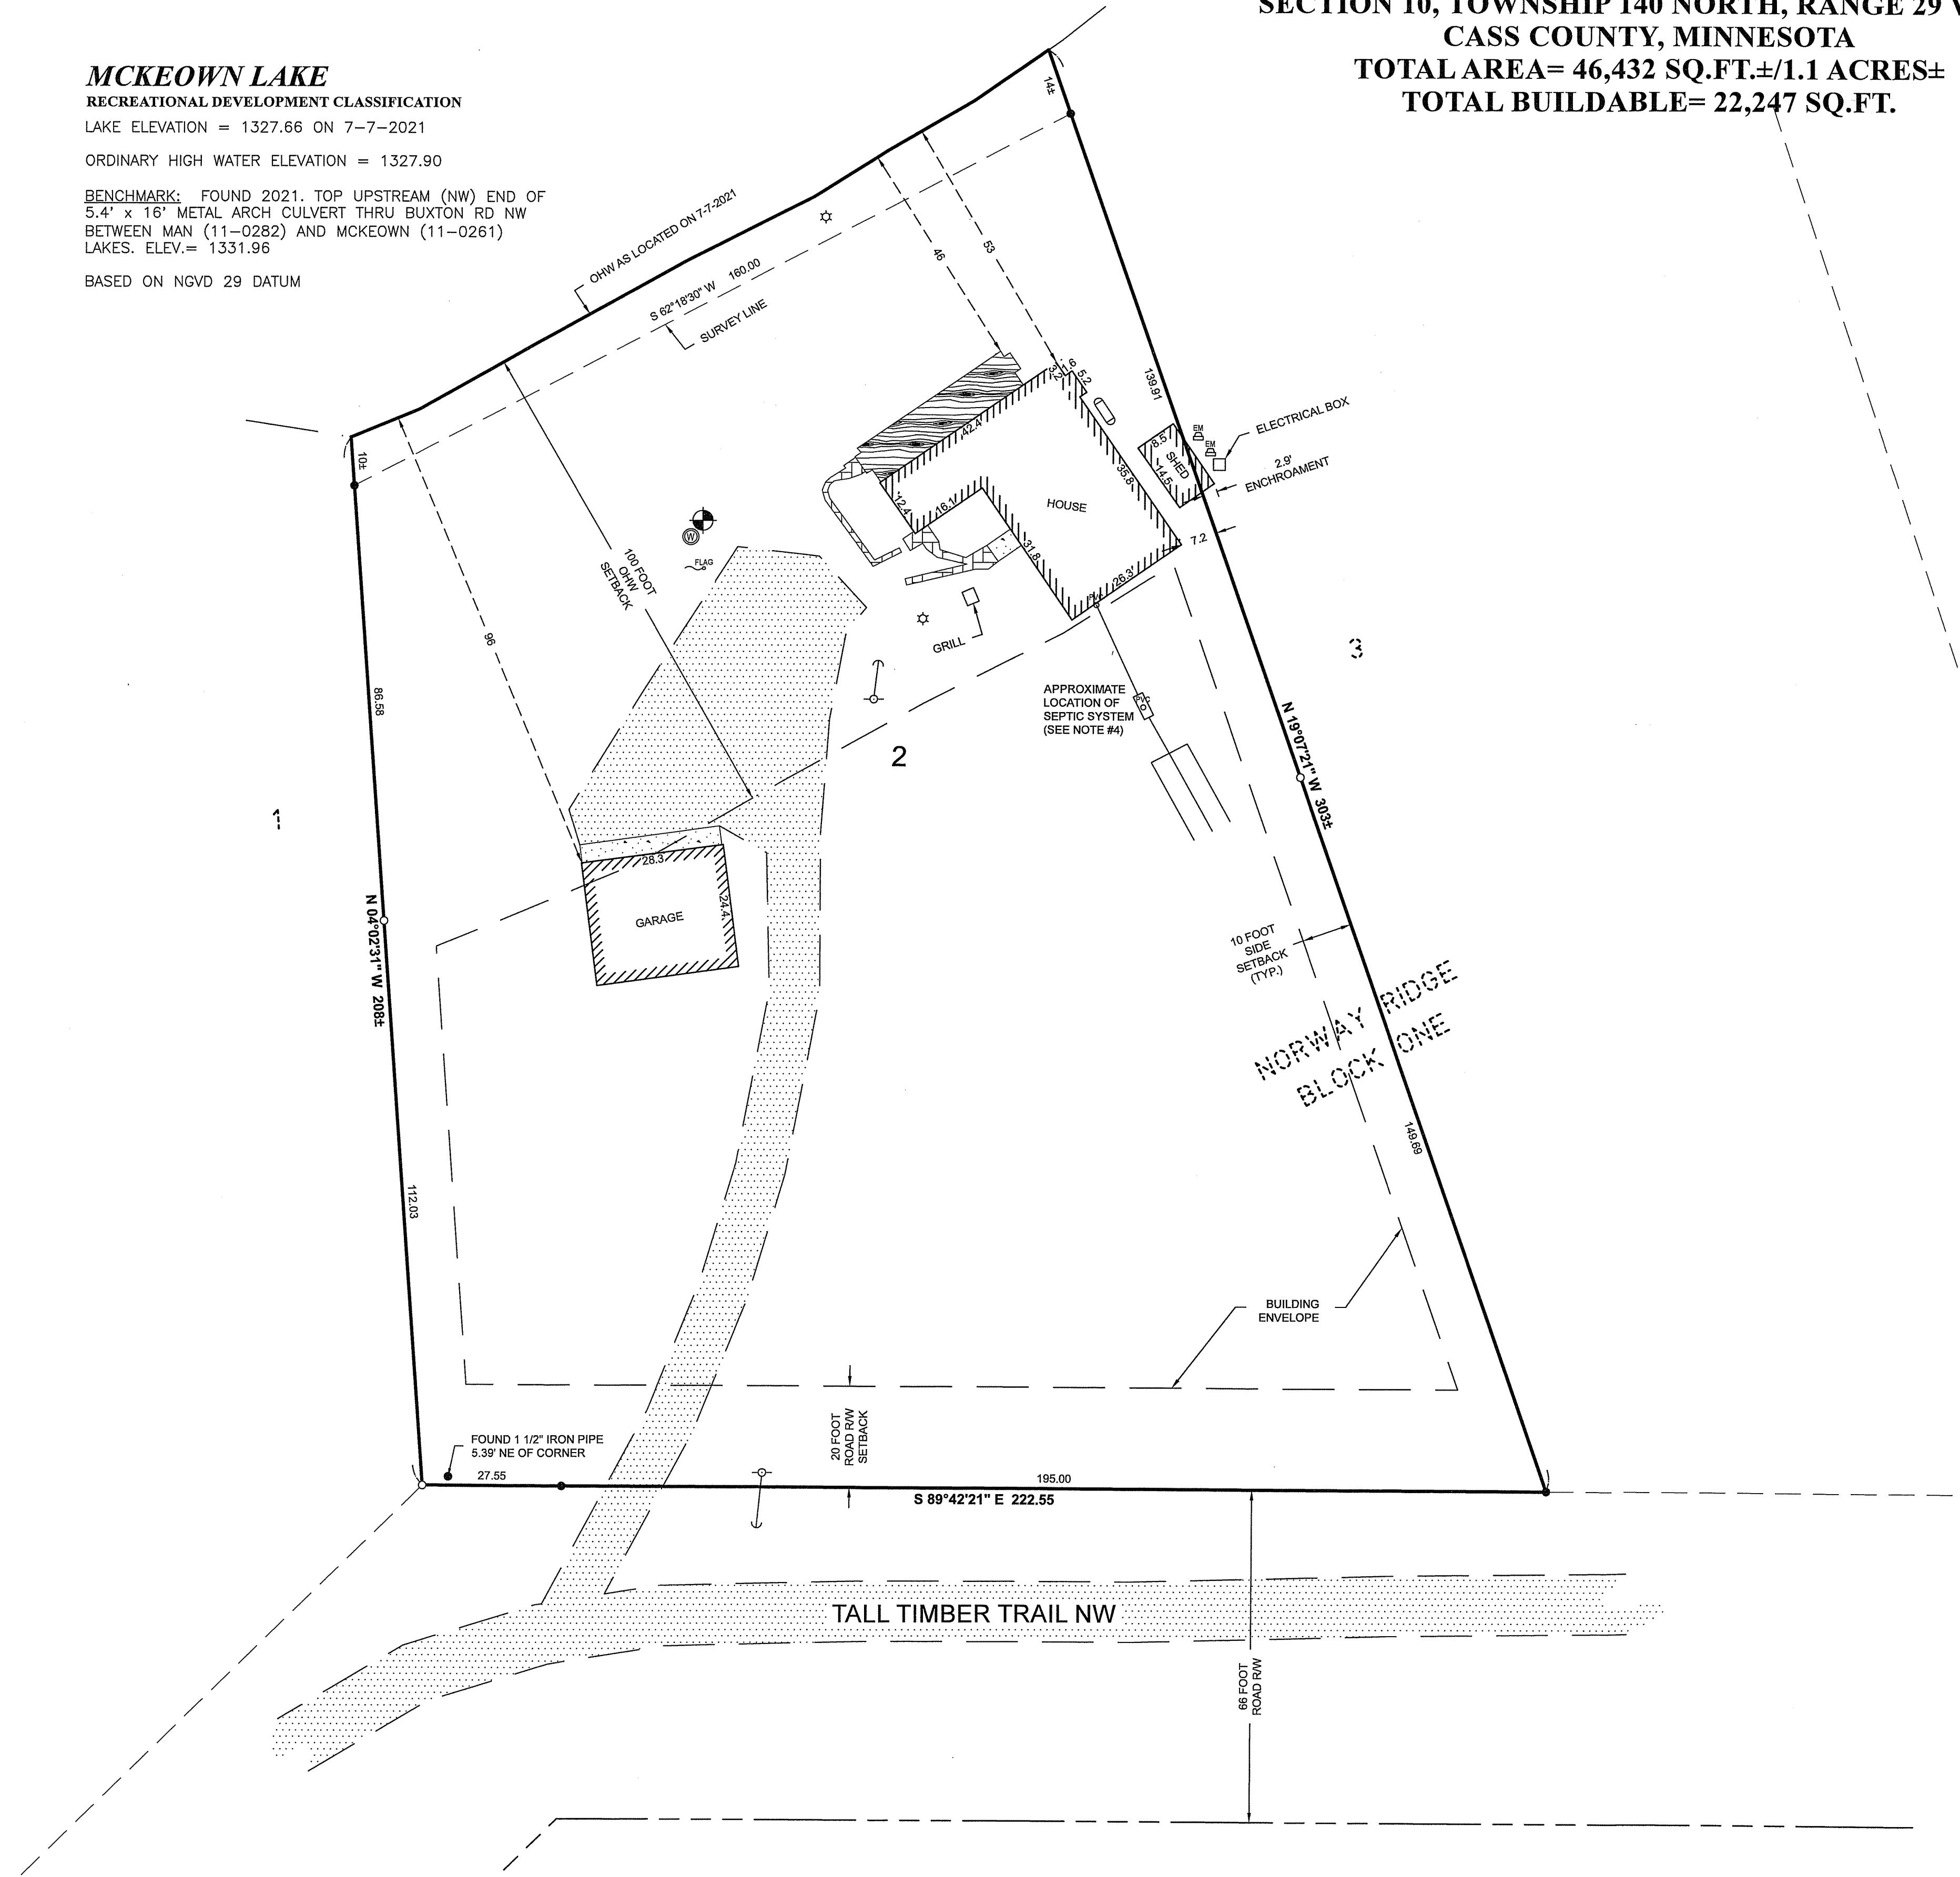 SECTION 10, TOWNSHIP 140 NORTH, RANGE 29
CASS COUNTY, MINNESOTA
TOTAL AREA= 46,432 SQ.FT.±/1.1 ACRES±
TOTAL BUILDABLE= 22,247 SQ.FT.
MCKEOWN LAKE
RECREATIONAL DEVELOPMENT CLASSIFICATION
LAKE ELEVATION = 1327.66 ON 7-7-2021
ORDINARY HIGH WATER ELEVATION = 1327.90
BENCHMARK: FOUND 2021. TOP UPSTREAM (NW) END OF
5.4' x 16' METAL ARCH CULVERT THRU BUXTON RD NW
BETWEEN MAN (11-0282) AND MCKEOWN (11-0261)
LAKES. ELEV.= 1331.96
BASED ON NGVD 29 DATUM
14±
OHW AS LOCATED ON 7-7-2021
S 62°18'30" W 160.00
SURVEY LINE
46
53
10±
3.2
1.6
5.2
139.91
42.4
8.5
SHED
14.5
EM
EM
ELECTRICAL BOX
2.9'
ENCHROAMENT
35.8
HOUSE
12.4
16.1
31.8
26.3
7.2
W
FLAG
100 FOOT
OHW
SETBACK
96
GRILL
PVC
APPROXIMATE
LOCATION OF
SEPTIC SYSTEM
(SEE NOTE #4)
86.58
1
2
3
N 19°07'21" W 303±
28.3
24.4
GARAGE
N 04°02'31" W 208±
10 FOOT
SIDE
SETBACK
(TYP.)
NORWAY RIDGE
BLOCK ONE
149.69
112.03
BUILDING
ENVELOPE
20 FOOT
ROAD R/W
SETBACK
FOUND 1 1/2" IRON PIPE
5.39' NE OF CORNER
27.55
195.00
S 89°42'21" E 222.55
TALL TIMBER TRAIL NW
66 FOOT
ROAD R/W